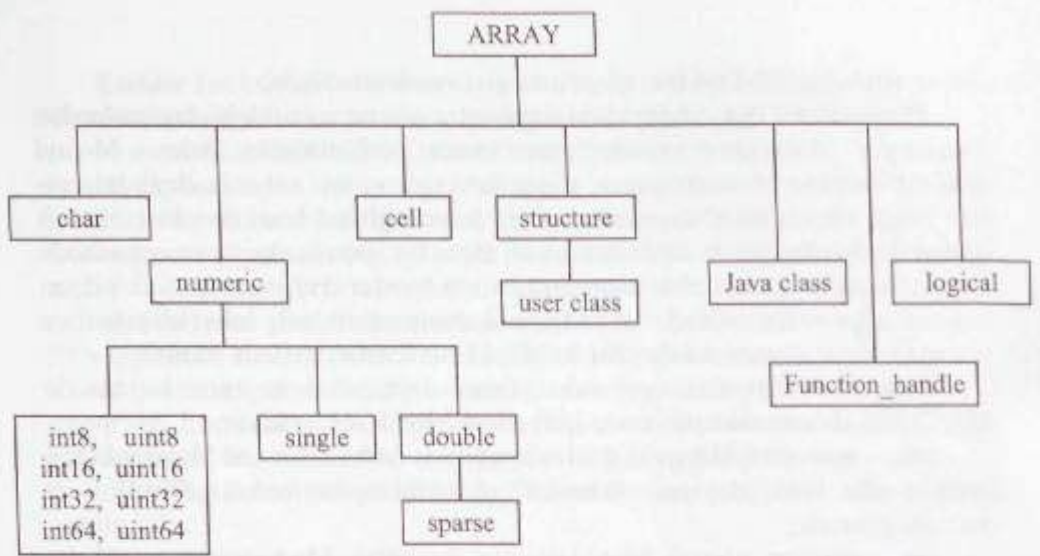 ARRAY
char
cell
structure
numeric
user class
Java class
logical
Function_handle
int8, uint8
int16, uint16
int32, uint32
int64, uint64
single
double
sparse